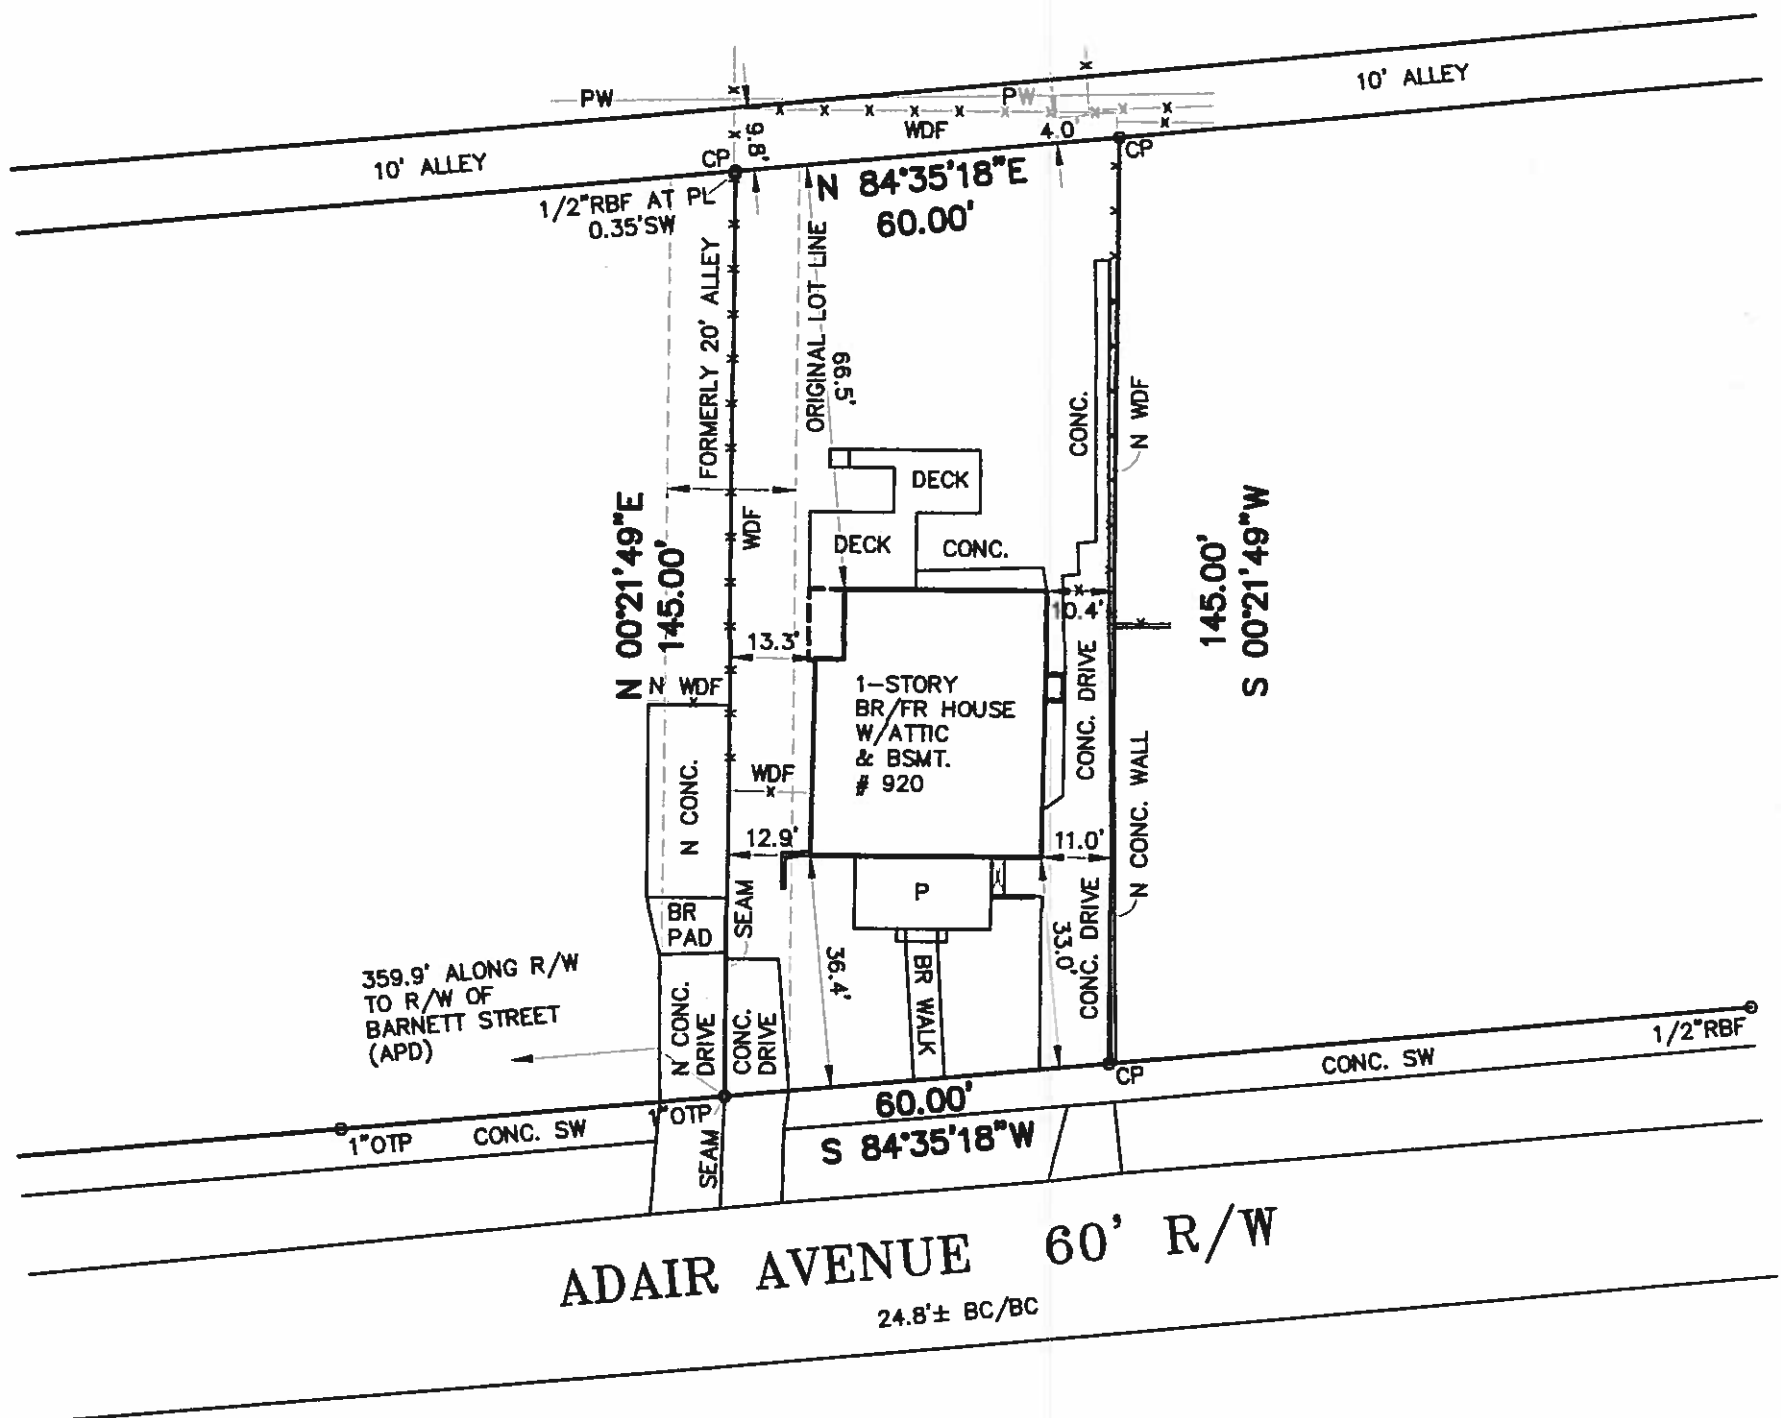 10' ALLEY
PW
PW
WDF
9.8'
4.0'
10' ALLEY
CP
CP
1/2"RBF AT PL
0.35'SW
N 84°35'18"E
60.00'
FORMERLY 20' ALLEY
ORIGINAL LOT LINE
66.5'
CONC.
N WDF
DECK
DECK
CONC.
WDF
N 00°21'49"E
145.00'
145.00'
S 00°21'49"W
10.4'
13.3'
N WDF
1-STORY
BR/FR HOUSE
W/ATTIC
& BSMT.
# 920
CONC. DRIVE
N CONC.
WDF
N CONC. WALL
12.9'
11.0'
SEAM
BR
PAD
P
36.4'
33.0'
CONC. DRIVE
BR WALK
359.9' ALONG R/W
TO R/W OF
BARNETT STREET
(APD)
N CONC.
DRIVE
CONC.
DRIVE
1"OTP
CONC. SW
1"OTP
SEAM
60.00'
S 84°35'18"W
CP
CONC. SW
1/2"RBF
ADAIR AVENUE 60' R/W
24.8'± BC/BC